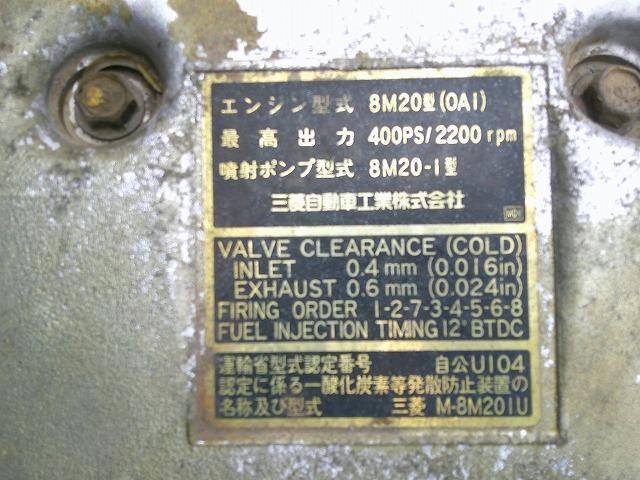 エンジン型式 8M20型(OA1)
最高出力 400PS/2200rpm
噴射ポンプ型式 8M20-1型
三菱自動車工業株式会社
VALVE CLEARANCE (COLD)
INLET 0.4 mm (0.016in)
EXHAUST 0.6 mm (0.024in)
FIRING ORDER 1-2-7-3-4-5-6-8
FUEL INJECTION TIMING 12° BTDC
運輸省型式認定番号 自公U104
認定に係る一酸化炭素等発散防止装置の
名称及び型式 三菱 M-8M201U